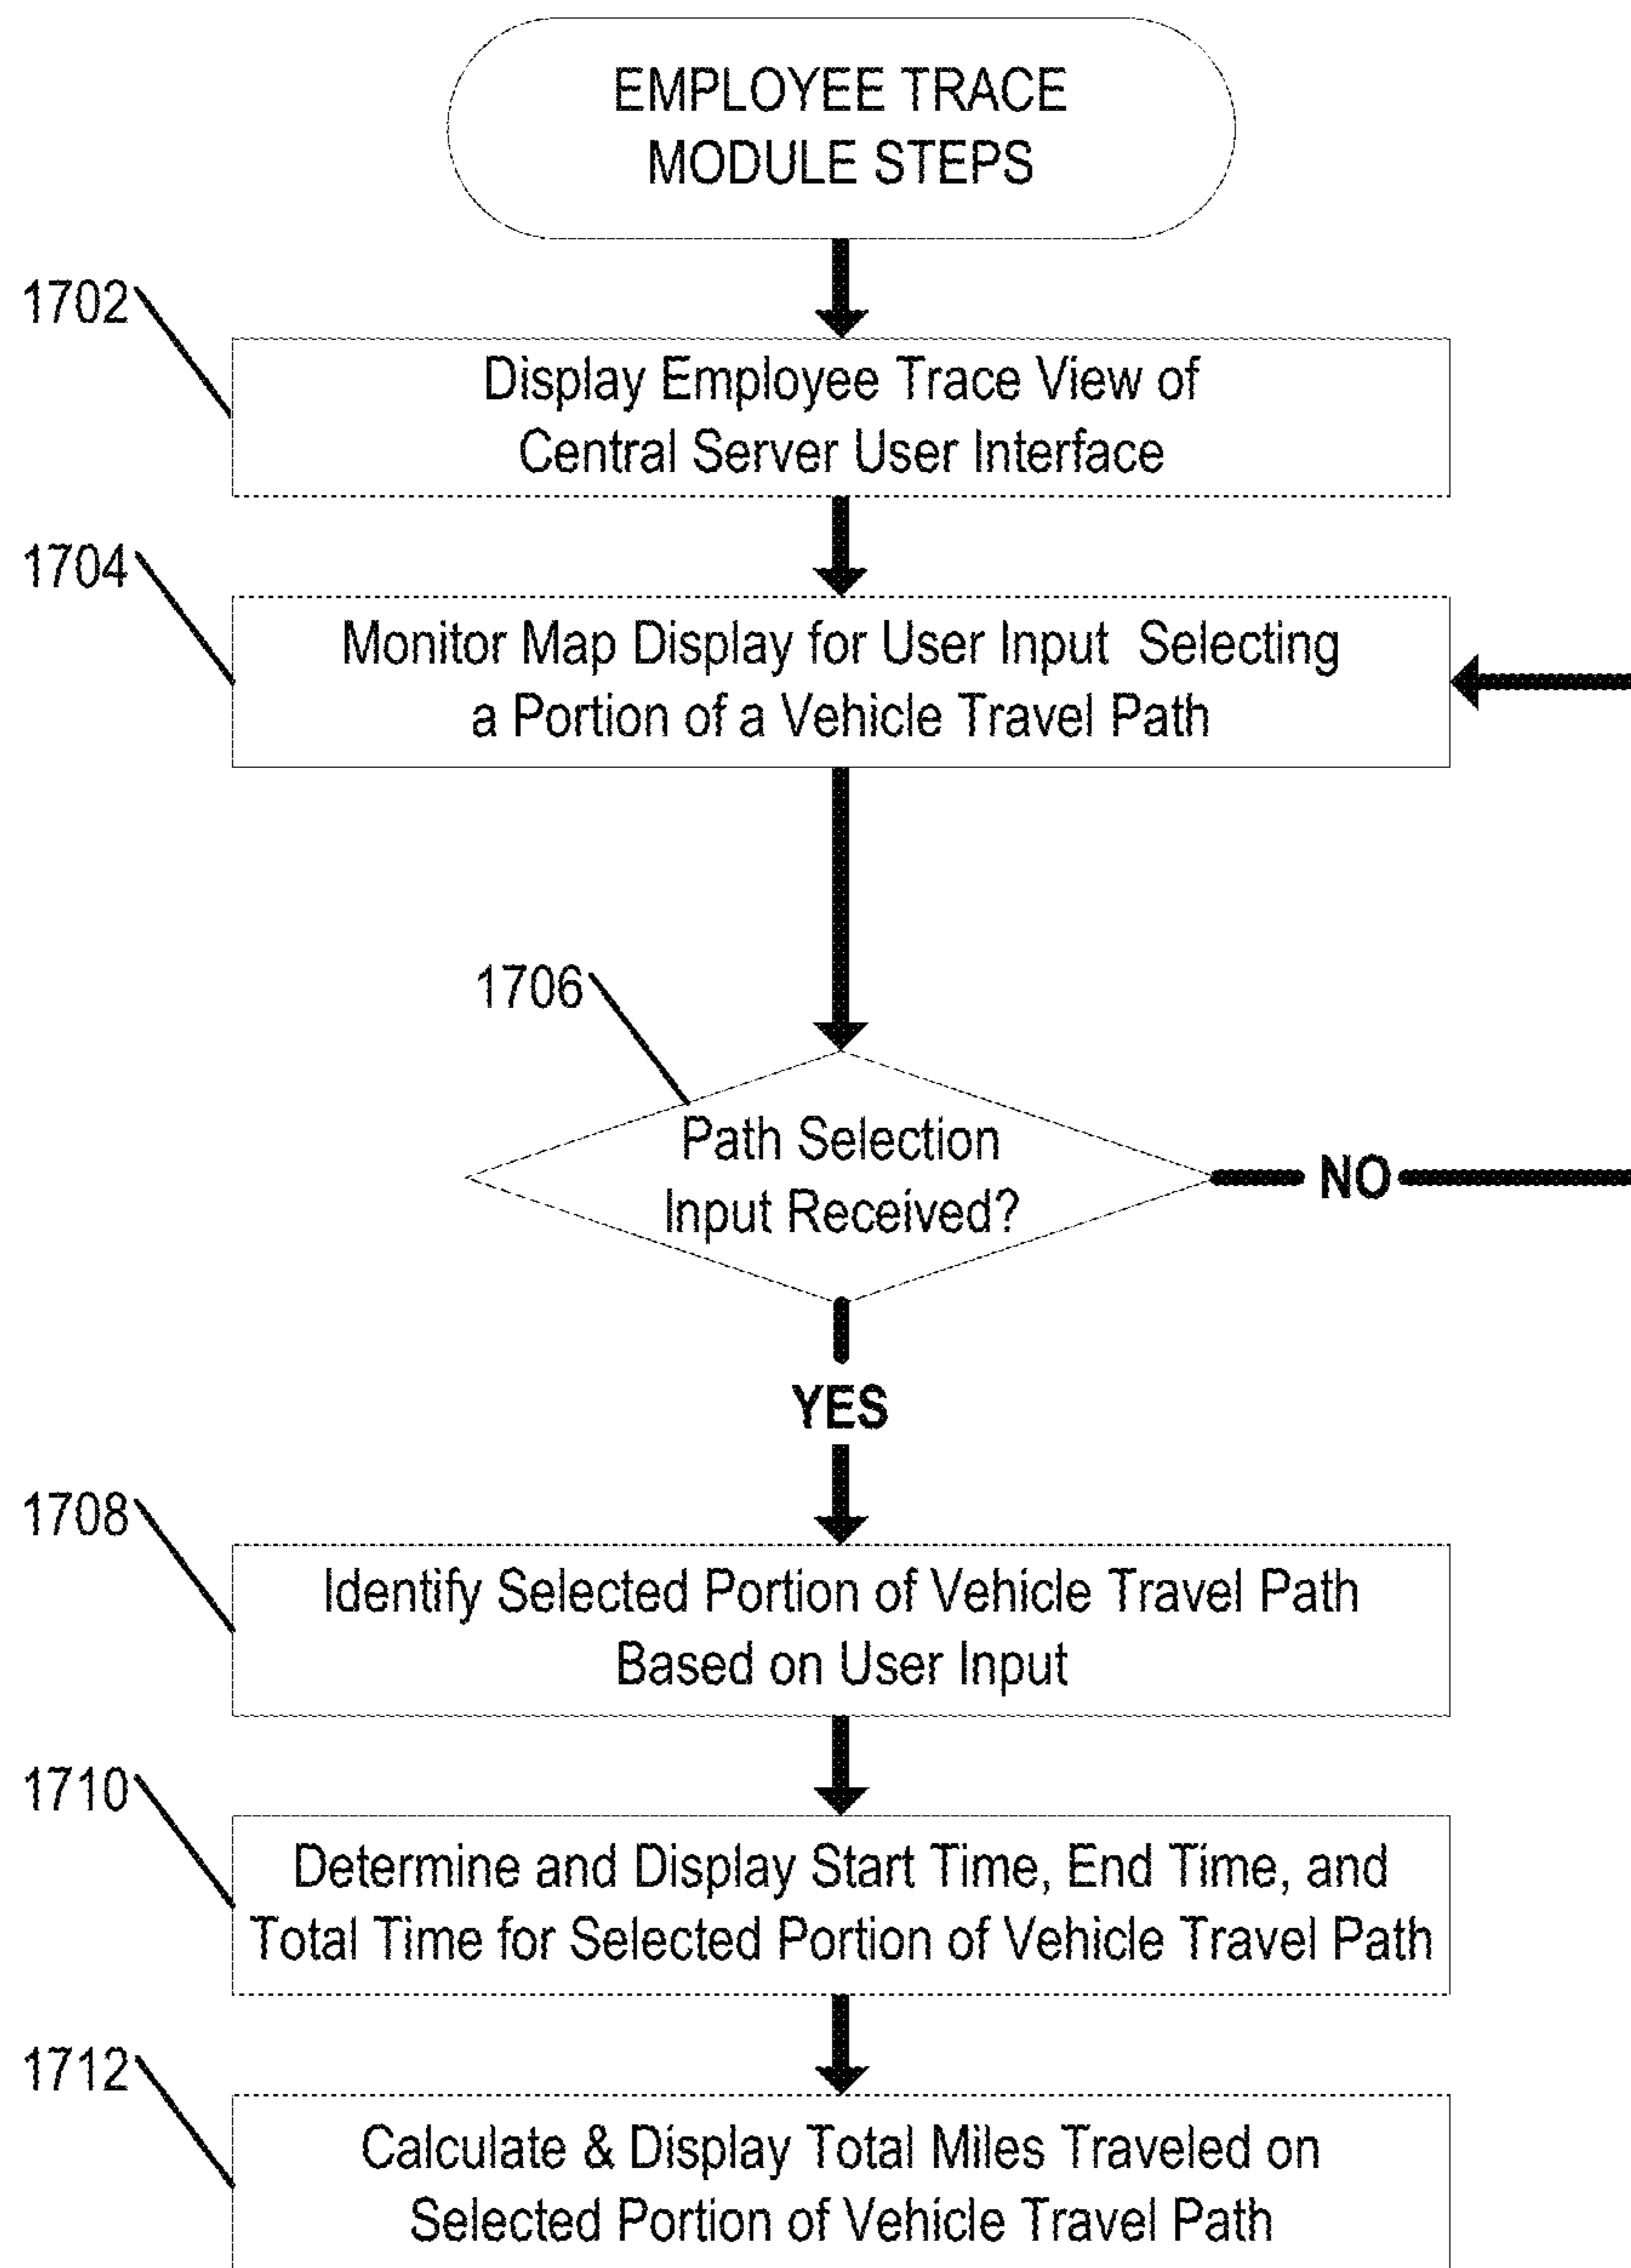 EMPLOYEE TRACE
MODULE STEPS
1702
Display Employee Trace View of
Central Server User Interface
1704
Monitor Map Display for User Input Selecting
a Portion of a Vehicle Travel Path
1706
Path Selection
Input Received?
NO
YES
1708
Identify Selected Portion of Vehicle Travel Path
Based on User Input
1710
Determine and Display Start Time, End Time, and
Total Time for Selected Portion of Vehicle Travel Path
1712
Calculate & Display Total Miles Traveled on
Selected Portion of Vehicle Travel Path